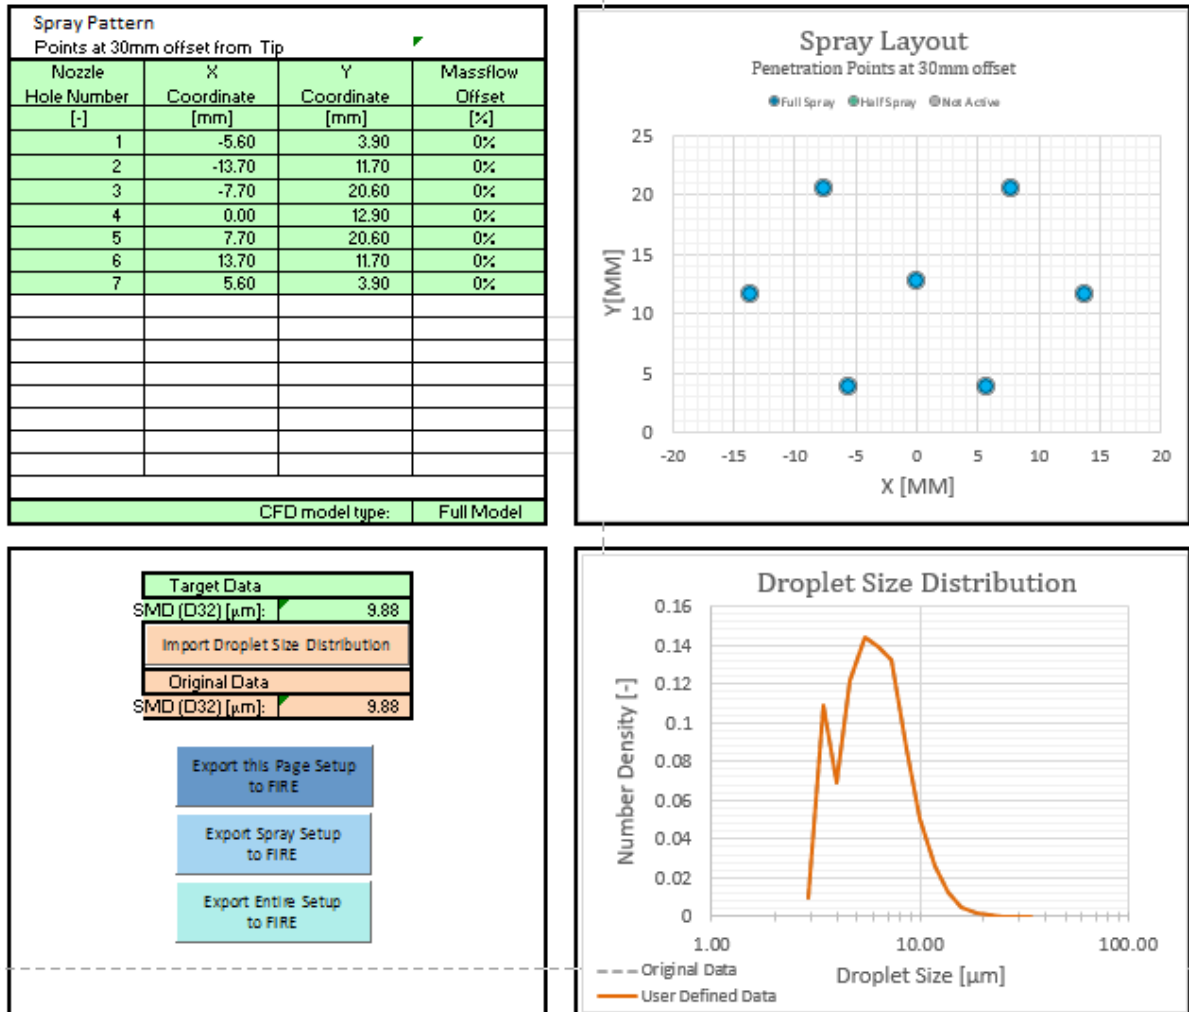 Spray Pattern
Points at 30mm offset from Tip
Nozzle X Y Massflow
Hole Number Coordinate Coordinate Offset
[-] [mm] [mm] [%]
1 -5.60 3.90 0%
2 -13.70 11.70 0%
3 -7.70 20.60 0%
4 0.00 12.90 0%
5 7.70 20.60 0%
6 13.70 11.70 0%
7 5.60 3.90 0%
CFD model type: Full Model
Spray Layout
Penetration Points at 30mm offset
Full Spray Half Spray Not Active
25
20
15
10
5
0
Y[MM]
-20 -15 -10 -5 0 5 10 15 20
X [MM]
Target Data
SMD (D32) [µm]: 9.88
Import Droplet Size Distribution
Original Data
SMD (D32) [µm]: 9.88
Export this Page Setup
to FIRE
Export Spray Setup
to FIRE
Export Entire Setup
to FIRE
Droplet Size Distribution
0.16
0.14
0.12
0.1
0.08
0.06
0.04
0.02
0
Number Density [-]
1.00 10.00 100.00
Droplet Size [µm]
Original Data
User Defined Data